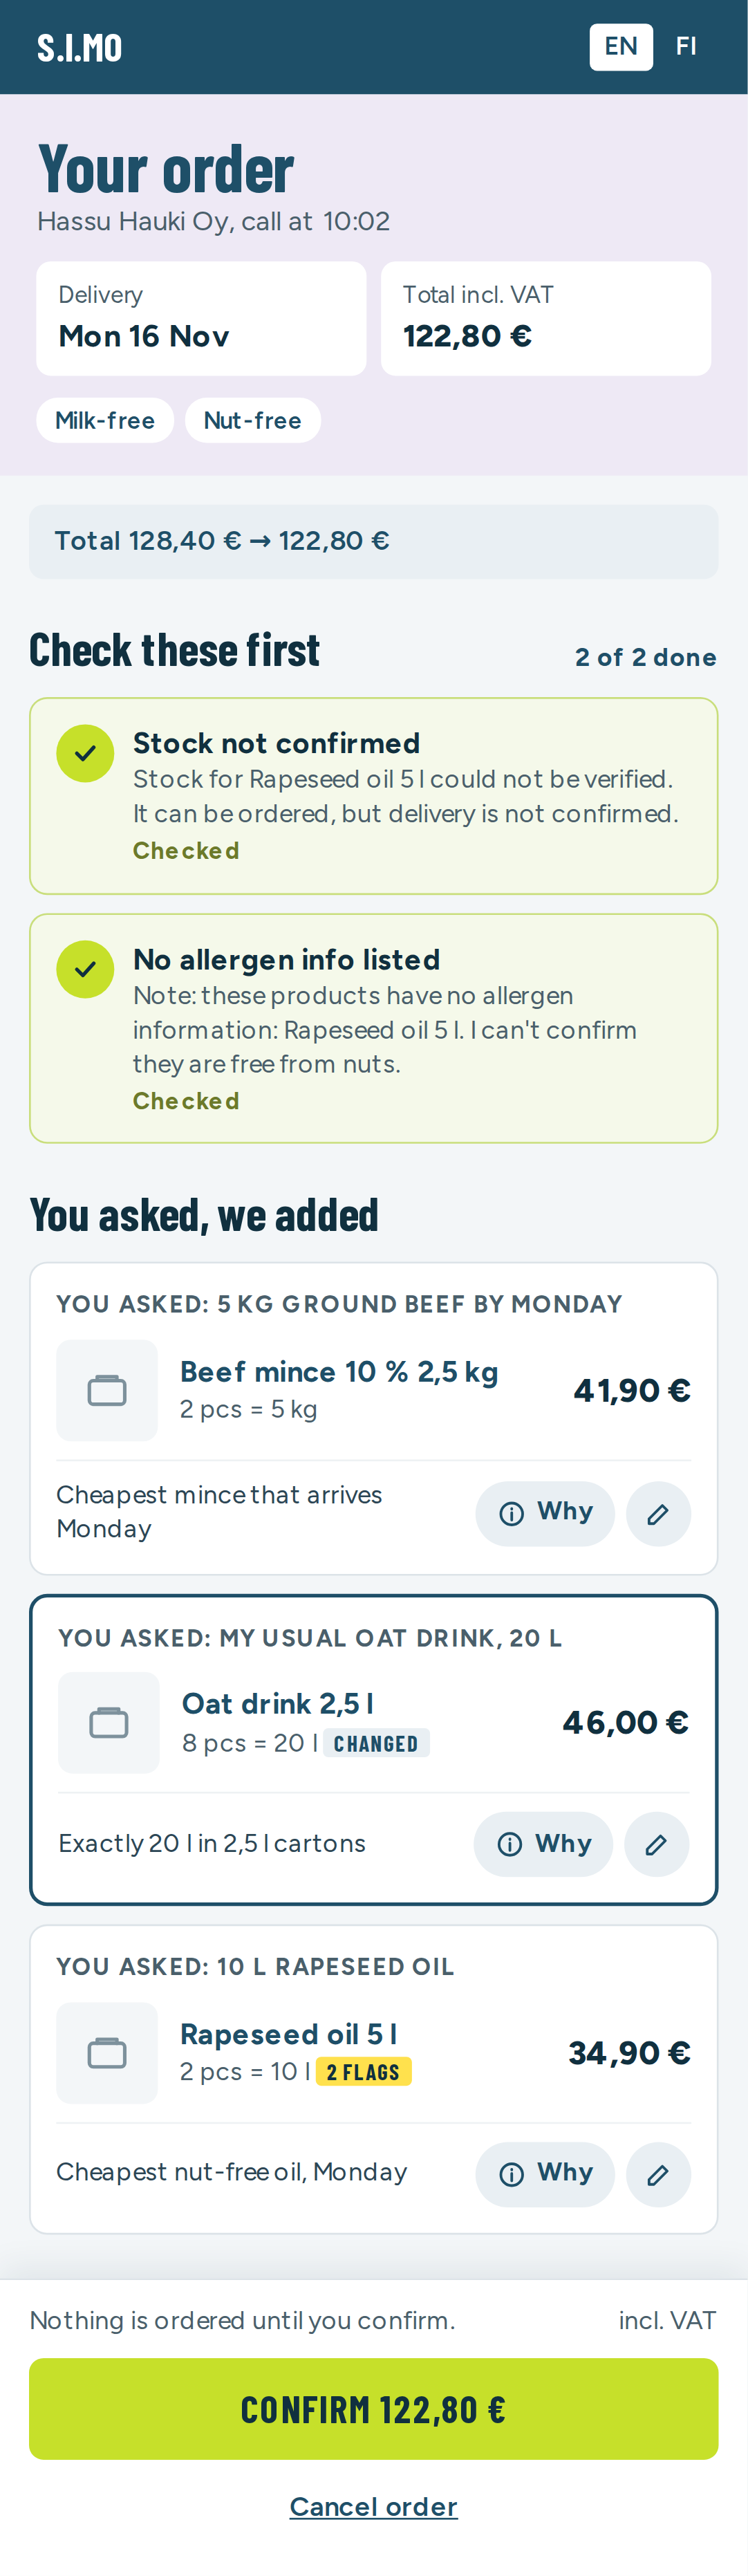 S.I.MO
EN
FI
Your order
Hassu Hauki Oy, call at 10:02
Delivery
Mon 16 Nov
Total incl. VAT
122,80 €
Milk-free
Nut-free
Total 128,40 € → 122,80 €
Check these first
2 of 2 done
Stock not confirmed
Stock for Rapeseed oil 5 l could not be verified.
It can be ordered, but delivery is not confirmed.
Checked
No allergen info listed
Note: these products have no allergen
information: Rapeseed oil 5 l. I can't confirm
they are free from nuts.
Checked
You asked, we added
YOU ASKED: 5 KG GROUND BEEF BY MONDAY
Beef mince 10 % 2,5 kg
2 pcs = 5 kg
41,90 €
Cheapest mince that arrives
Monday
Why
YOU ASKED: MY USUAL OAT DRINK, 20 L
Oat drink 2,5 l
8 pcs = 20 l CHANGED
46,00 €
Exactly 20 l in 2,5 l cartons
Why
YOU ASKED: 10 L RAPESEED OIL
Rapeseed oil 5 l
2 pcs = 10 l 2 FLAGS
34,90 €
Cheapest nut-free oil, Monday
Why
Nothing is ordered until you confirm.
incl. VAT
CONFIRM 122,80 €
Cancel order